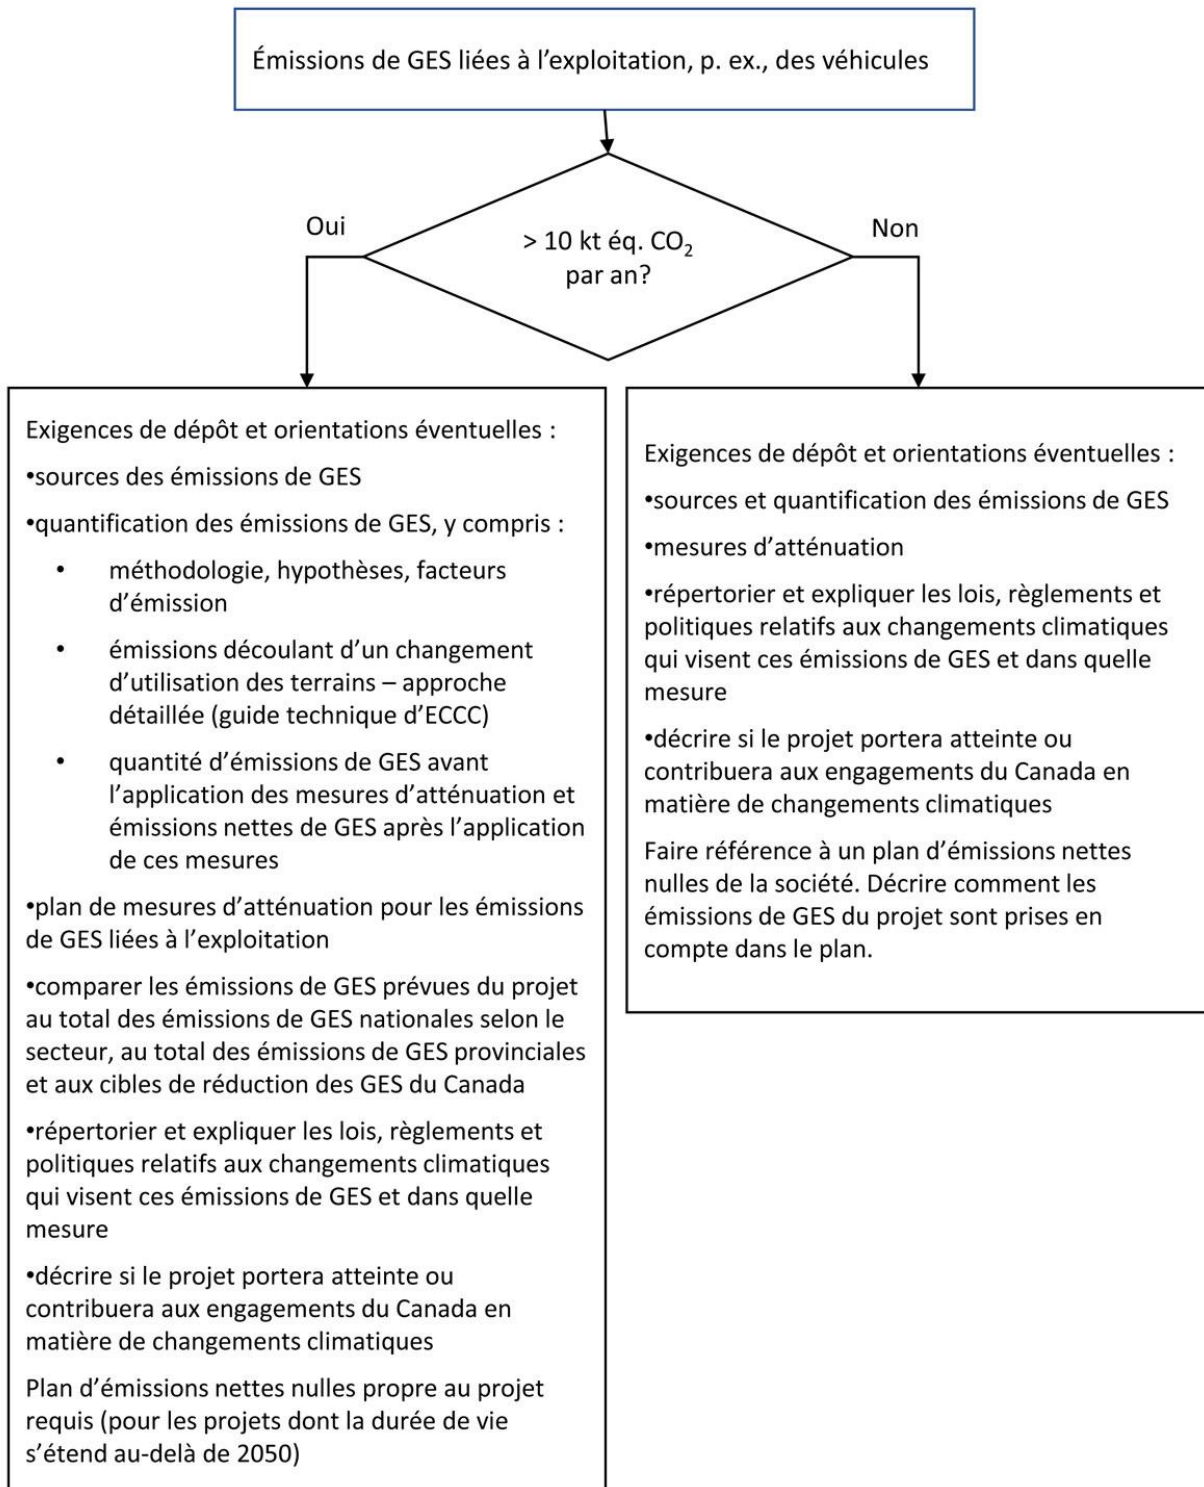 Émissions de GES liées à l’exploitation, p. ex., des véhicules
Oui
> 10 kt éq. CO₂
par an?
Non
Exigences de dépôt et orientations éventuelles :
•sources des émissions de GES
•quantification des émissions de GES, y compris :
• méthodologie, hypothèses, facteurs
d’émission
• émissions découlant d’un changement
d’utilisation des terrains – approche
détaillée (guide technique d’ECCC)
• quantité d’émissions de GES avant
l’application des mesures d’atténuation et
émissions nettes de GES après l’application
de ces mesures
•plan de mesures d’atténuation pour les émissions
de GES liées à l’exploitation
•comparer les émissions de GES prévues du projet
au total des émissions de GES nationales selon le
secteur, au total des émissions de GES provinciales
et aux cibles de réduction des GES du Canada
•répertorier et expliquer les lois, règlements et
politiques relatifs aux changements climatiques
qui visent ces émissions de GES et dans quelle
mesure
•décrire si le projet portera atteinte ou
contribuera aux engagements du Canada en
matière de changements climatiques
Plan d’émissions nettes nulles propre au projet
requis (pour les projets dont la durée de vie
s’étend au-delà de 2050)
Exigences de dépôt et orientations éventuelles :
•sources et quantification des émissions de GES
•mesures d’atténuation
•répertorier et expliquer les lois, règlements et
politiques relatifs aux changements climatiques
qui visent ces émissions de GES et dans quelle
mesure
•décrire si le projet portera atteinte ou
contribuera aux engagements du Canada en
matière de changements climatiques
Faire référence à un plan d’émissions nettes
nulles de la société. Décrire comment les
émissions de GES du projet sont prises en
compte dans le plan.